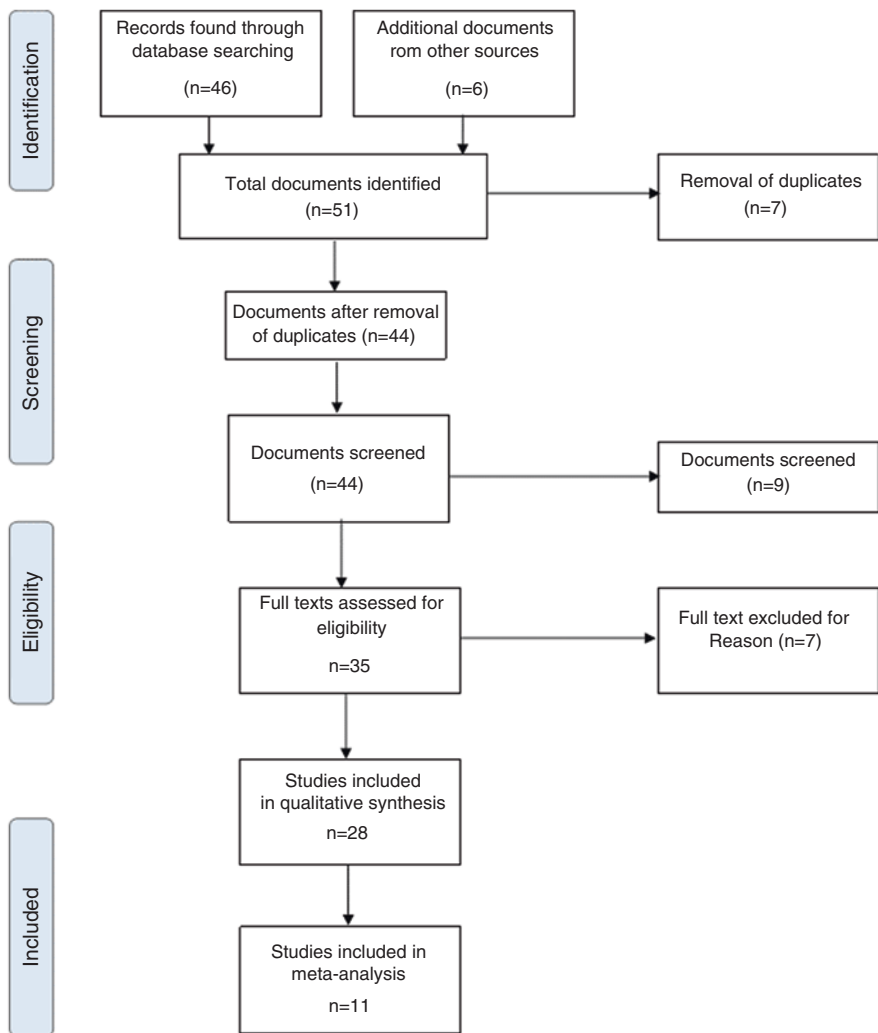 Identification
Records found through
database searching
(n=46)
Additional documents
rom other sources
(n=6)
Total documents identified
(n=51)
Removal of duplicates
(n=7)
Screening
Documents after removal
of duplicates (n=44)
Documents screened
(n=44)
Documents screened
(n=9)
Eligibility
Full texts assessed for
eligibility
n=35
Full text excluded for
Reason (n=7)
Studies included
in qualitative synthesis
n=28
Included
Studies included in
meta-analysis
n=11